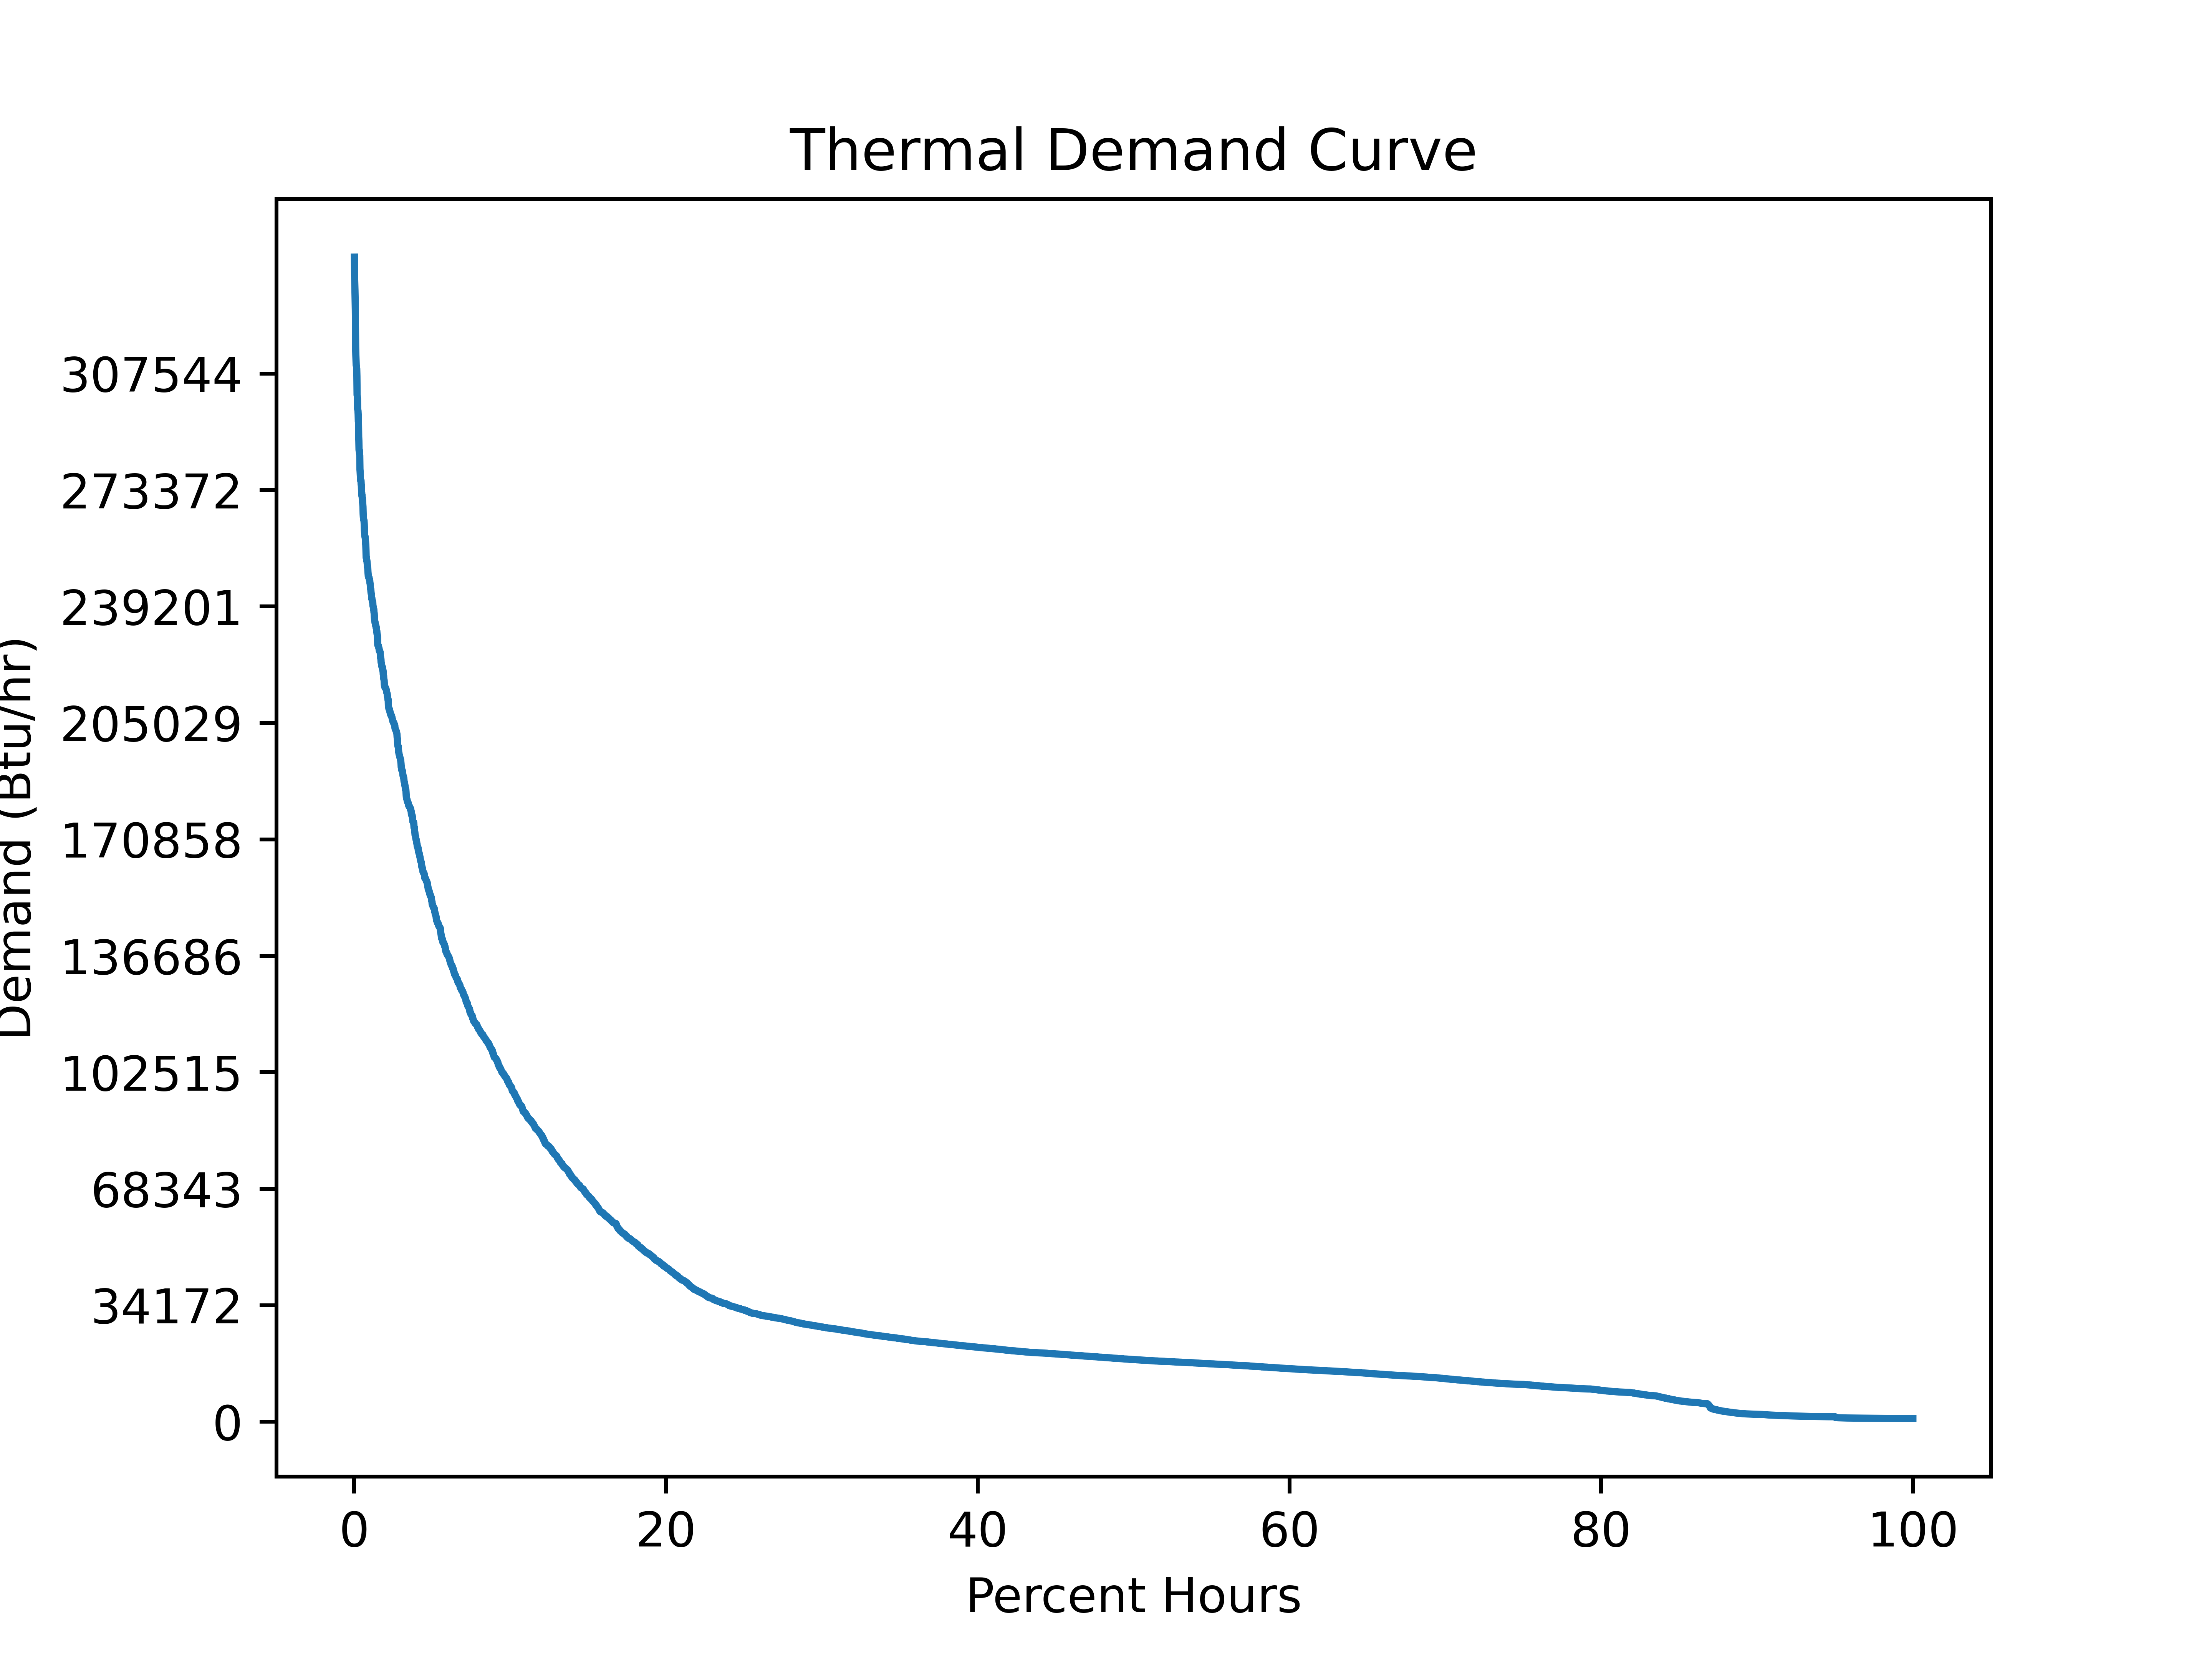 Thermal Demand Curve
307544
273372
239201
205029
170858
136686
102515
68343
34172
0
Demand (Btu/hr)
0 20 40 60 80 100
Percent Hours